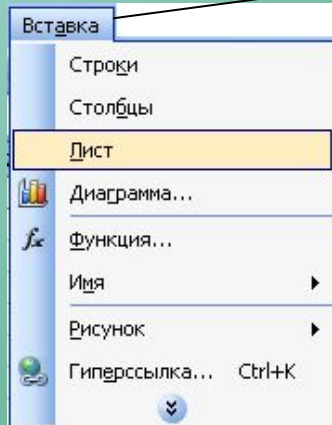 Вставка
Строки
Столбцы
Лист
Диаграмма...
Функция...
Имя
Рисунок
Гиперссылка... Ctrl+K